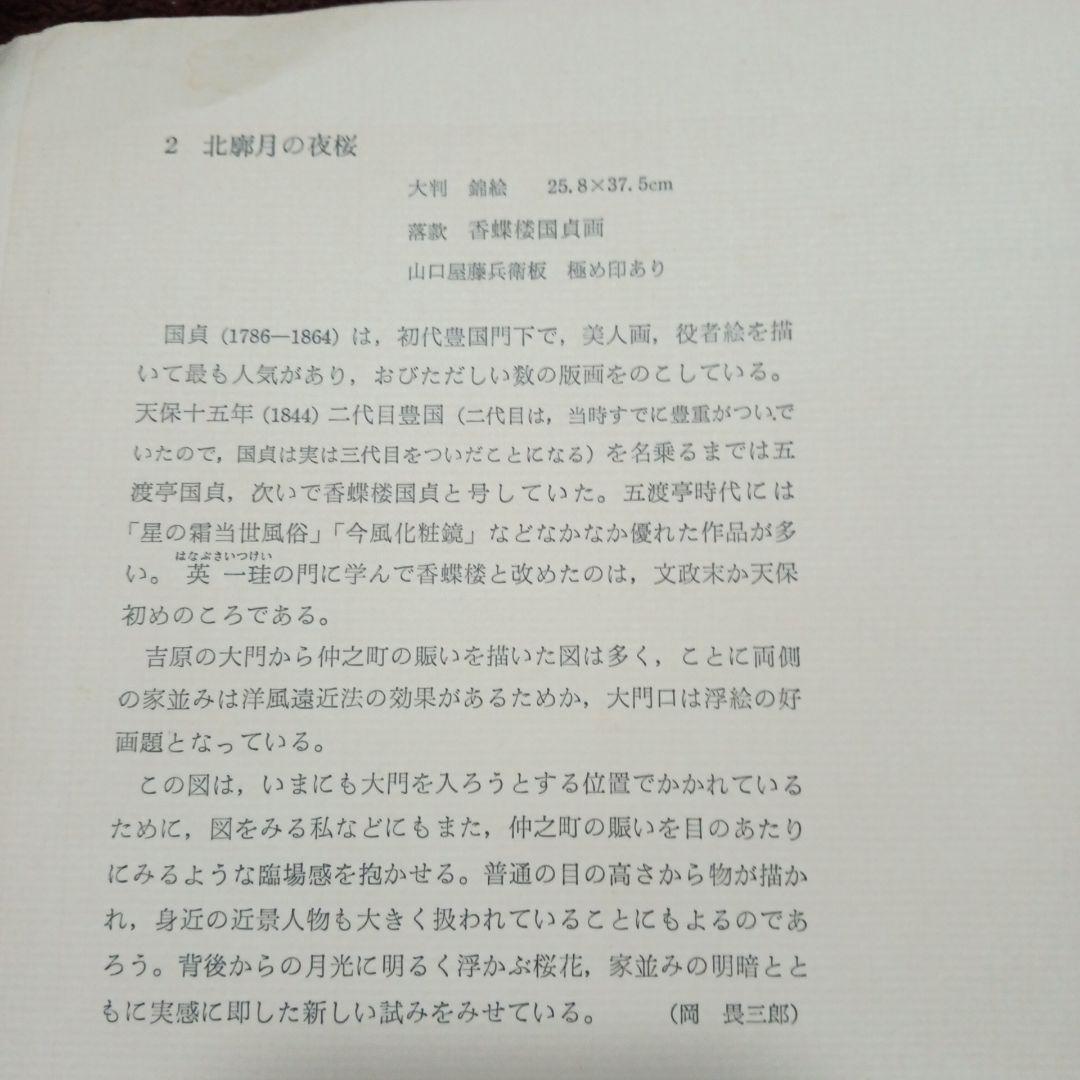 2 北廓月の夜桜
大判 錦絵 25.8×37.5cm
落款 香蝶楼国貞画
山口屋藤兵衛板 極め印あり
国貞(1786—1864)は，初代豊国門下で，美人画，役者絵を描
いて最も人気があり，おびただしい数の版画をのこしている。
天保十五年(1844)二代目豊国(二代目は，当時すでに豊重がついで
いたので，国貞は実は三代目をついだことになる)を名乗るまでは五
渡亭国貞，次いで香蝶楼国貞と号していた。五渡亭時代には
「星の霜当世風俗」「今風化粧鏡」などなかなか優れた作品が多
はなぶさいつけい
い。英一珪の門に学んで香蝶楼と改めたのは，文政末か天保
初めのころである。
吉原の大門から仲之町の賑いを描いた図は多く，ことに両側
の家並みは洋風遠近法の効果があるためか，大門口は浮絵の好
画題となっている。
この図は，いまにも大門を入ろうとする位置でかかれている
ために，図をみる私などにもまた，仲之町の賑いを目のあたり
にみるような臨場感を抱かせる。普通の目の高さから物が描か
れ，身近の近景人物も大きく扱われていることにもよるのであ
ろう。背後からの月光に明るく浮かぶ桜花，家並みの明暗とと
もに実感に即した新しい試みをみせている。 (岡 畏三郎)